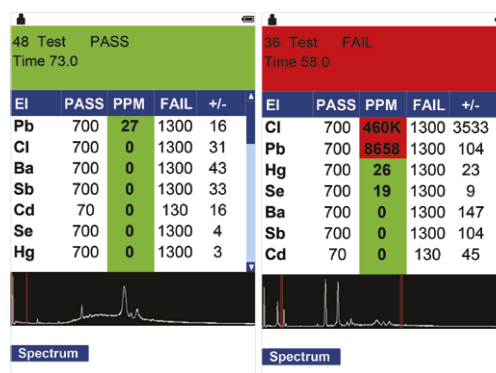 48 Test PASS
Time 73.0
El PASS PPM FAIL +/-
Pb 700 27 1300 16
Cl 700 0 1300 31
Ba 700 0 1300 43
Sb 700 0 1300 33
Cd 70 0 130 16
Se 700 0 1300 4
Hg 700 0 1300 3
Spectrum
36 Test FAIL
Time 58.0
El PASS PPM FAIL +/-
Cl 700 460K 1300 3533
Pb 700 8658 1300 104
Hg 700 26 1300 23
Se 700 19 1300 9
Ba 700 0 1300 147
Sb 700 0 1300 104
Cd 70 0 130 45
Spectrum